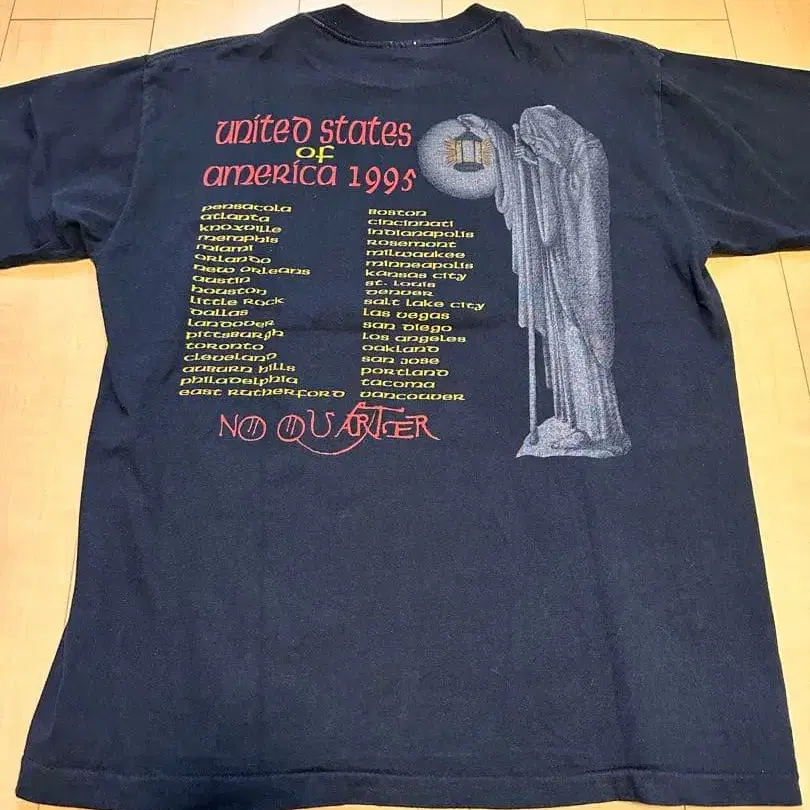 united states
of
america 1995
pensacola
atlanta
knoxville
memphis
miami
orlando
new orleans
austin
houston
little rock
dallas
landover
pittsburgh
toronto
cleveland
auburn hills
philadelphia
east rutherford
boston
cincinnati
indianapolis
rosemont
milwaukee
minneapolis
kansas city
st. louis
denver
salt lake city
las vegas
san diego
los angeles
oakland
san jose
portland
tacoma
vancouver
NO QUARTER